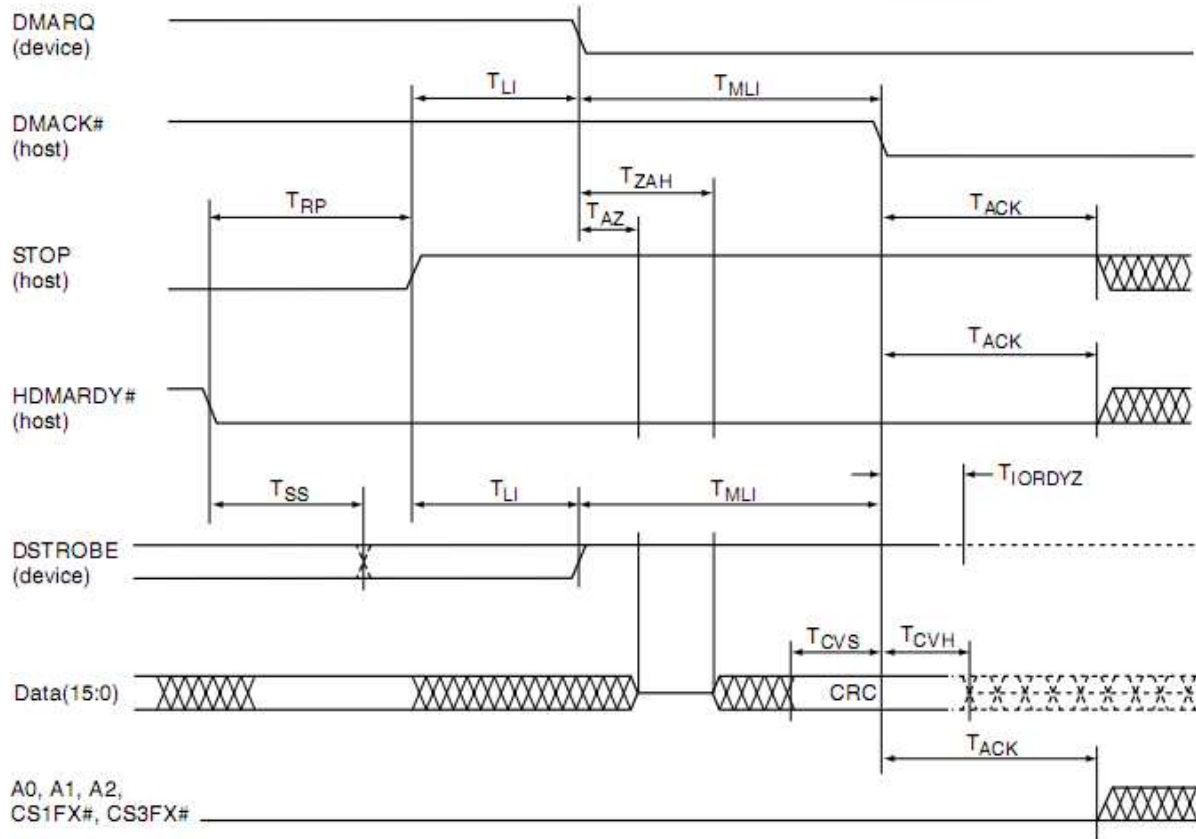 DMARQ
(device)
TLI
TMLI
DMACK#
(host)
TZAH
TRP
TAZ
TACK
STOP
(host)
TACK
HDMARDY#
(host)
TSS
TLI
TMLI
TIORDYZ
DSTROBE
(device)
TCVS
TCVH
Data(15:0)
CRC
TACK
A0, A1, A2,
CS1FX#, CS3FX#